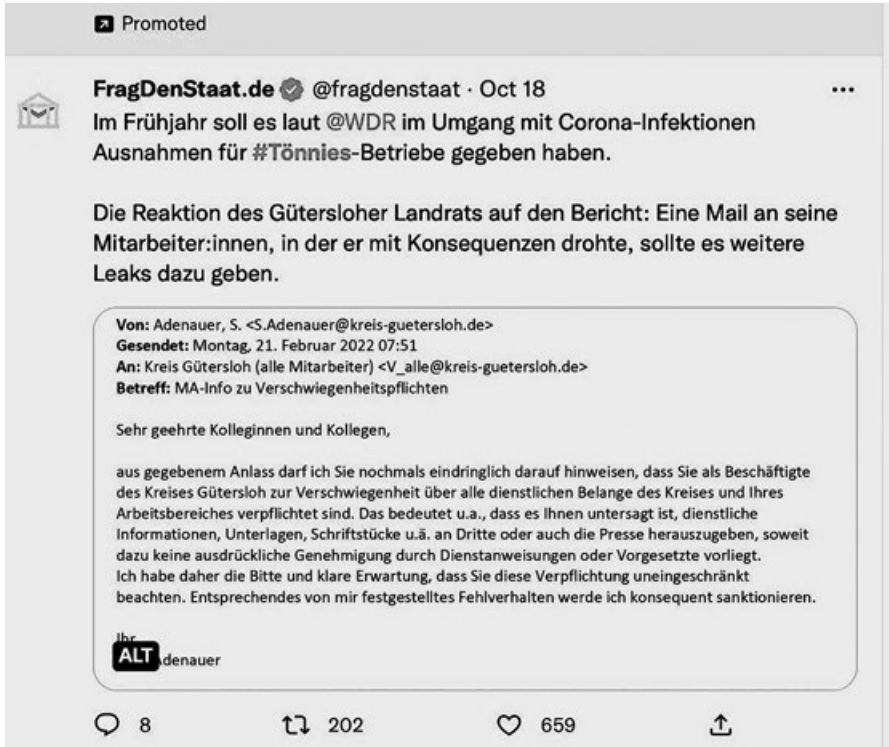 Promoted
FragDenStaat.de @fragdenstaat · Oct 18
Im Frühjahr soll es laut @WDR im Umgang mit Corona-Infektionen
Ausnahmen für #Tönnies-Betriebe gegeben haben.
Die Reaktion des Gütersloher Landrats auf den Bericht: Eine Mail an seine
Mitarbeiter:innen, in der er mit Konsequenzen drohte, sollte es weitere
Leaks dazu geben.
Von: Adenauer, S. <S.Adenauer@kreis-guetersloh.de>
Gesendet: Montag, 21. Februar 2022 07:51
An: Kreis Gütersloh (alle Mitarbeiter) <V_alle@kreis-guetersloh.de>
Betreff: MA-Info zu Verschwiegenheitspflichten
Sehr geehrte Kolleginnen und Kollegen,
aus gegebenem Anlass darf ich Sie nochmals eindringlich darauf hinweisen, dass Sie als Beschäftigte
des Kreises Gütersloh zur Verschwiegenheit über alle dienstlichen Belange des Kreises und Ihres
Arbeitsbereiches verpflichtet sind. Das bedeutet u.a., dass es Ihnen untersagt ist, dienstliche
Informationen, Unterlagen, Schriftstücke u.ä. an Dritte oder auch die Presse herauszugeben, soweit
dazu keine ausdrückliche Genehmigung durch Dienstanweisungen oder Vorgesetzte vorliegt.
Ich habe daher die Bitte und klare Erwartung, dass Sie diese Verpflichtung uneingeschränkt
beachten. Entsprechendes von mir festgestelltes Fehlverhalten werde ich konsequent sanktionieren.
Ihr
ALT denauer
8 202 659